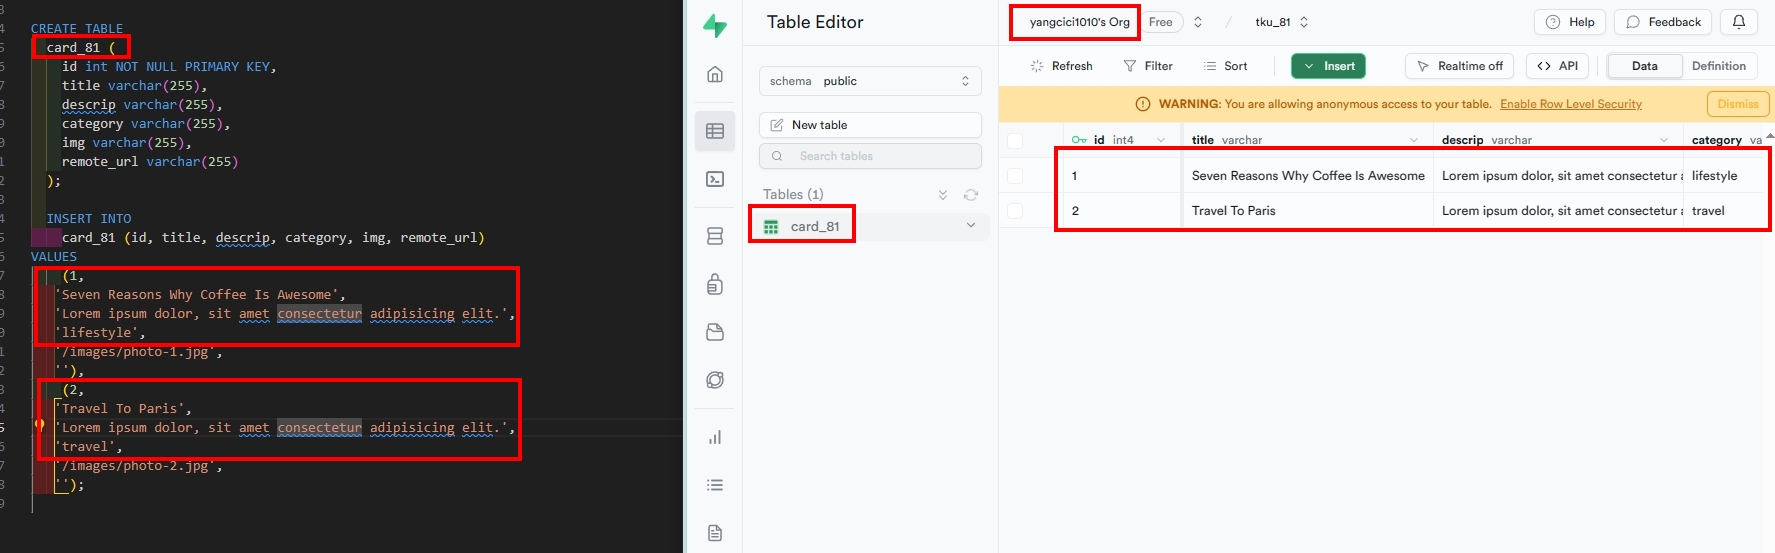 CREATE TABLE
card_81 (
id int NOT NULL PRIMARY KEY,
title varchar(255),
descrip varchar(255),
category varchar(255),
img varchar(255),
remote_url varchar(255)
);
INSERT INTO
card_81 (id, title, descrip, category, img, remote_url)
VALUES
(1,
'Seven Reasons Why Coffee Is Awesome',
'Lorem ipsum dolor, sit amet consectetur adipisicing elit.',
'lifestyle',
'/images/photo-1.jpg',
''),
(2,
'Travel To Paris',
'Lorem ipsum dolor, sit amet consectetur adipisicing elit.',
'travel',
'/images/photo-2.jpg',
'');
Table Editor
schema public
New table
Search tables
Tables (1)
card_81
yangcici1010's Org Free / tku_81 Help Feedback
Refresh Filter Sort Insert Realtime off <> API Data Definition
WARNING: You are allowing anonymous access to your table. Enable Row Level Security Dismiss
id int4 title varchar descrip varchar category va
1 Seven Reasons Why Coffee Is Awesome Lorem ipsum dolor, sit amet consectetur a lifestyle
2 Travel To Paris Lorem ipsum dolor, sit amet consectetur a travel